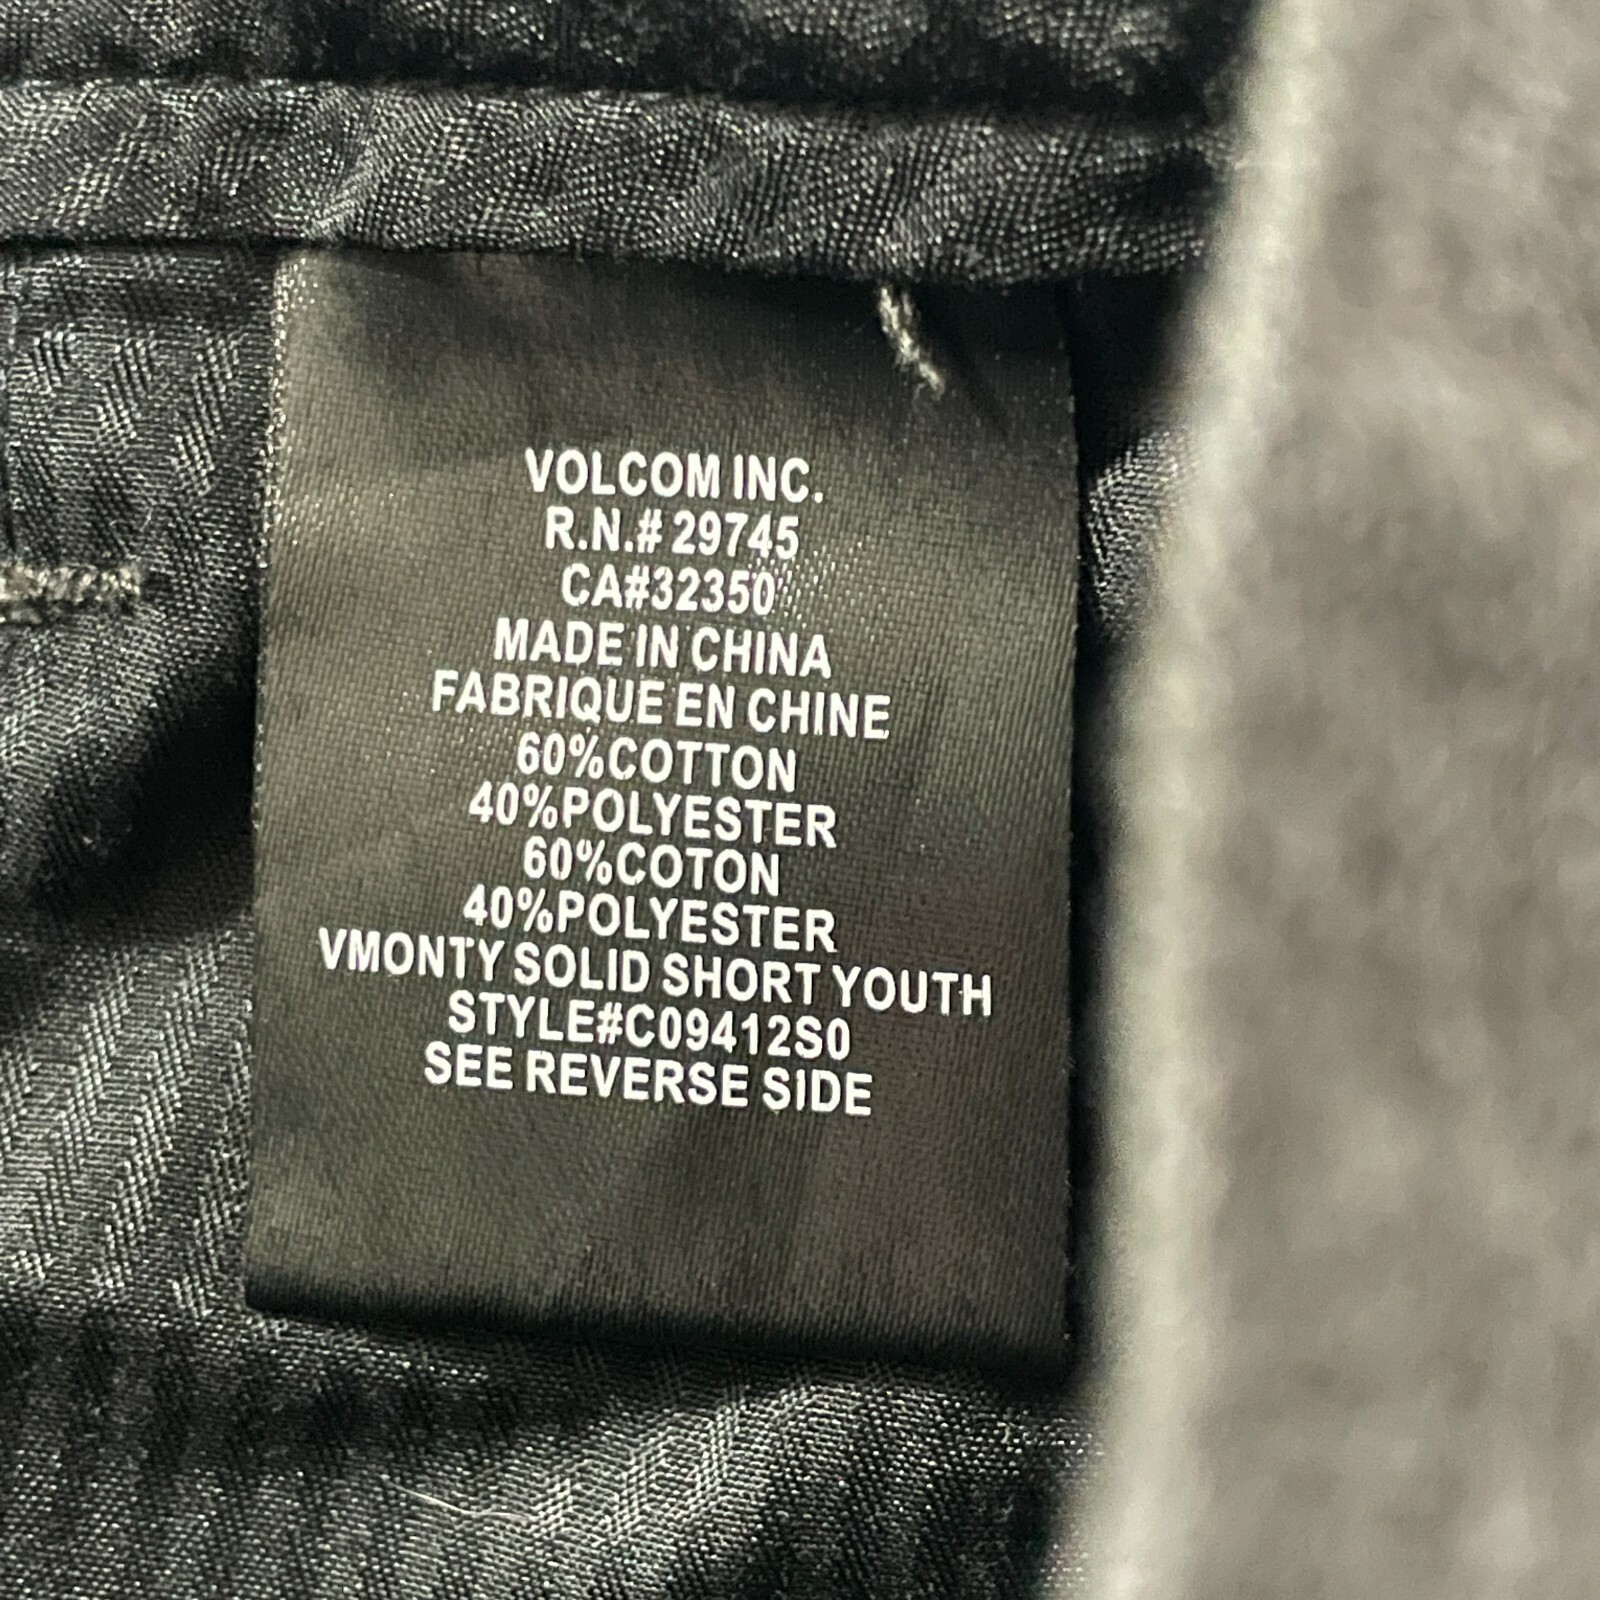 VOLCOM INC.
R.N.# 29745
CA#32350
MADE IN CHINA
FABRIQUE EN CHINE
60%COTTON
40%POLYESTER
60%COTON
40%POLYESTER
VMONTY SOLID SHORT YOUTH
STYLE#C09412S0
SEE REVERSE SIDE